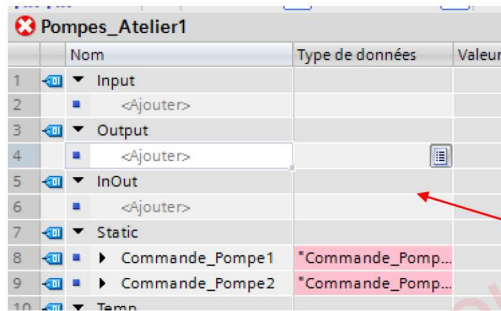 Pompes_Atelier1
Nom Type de données Valeur
1 Input
2 <Ajouter>
3 Output
4 <Ajouter>
5 InOut
6 <Ajouter>
7 Static
8 Commande_Pompe1 "Commande_Pomp...
9 Commande_Pompe2 "Commande_Pomp...
10 Temp